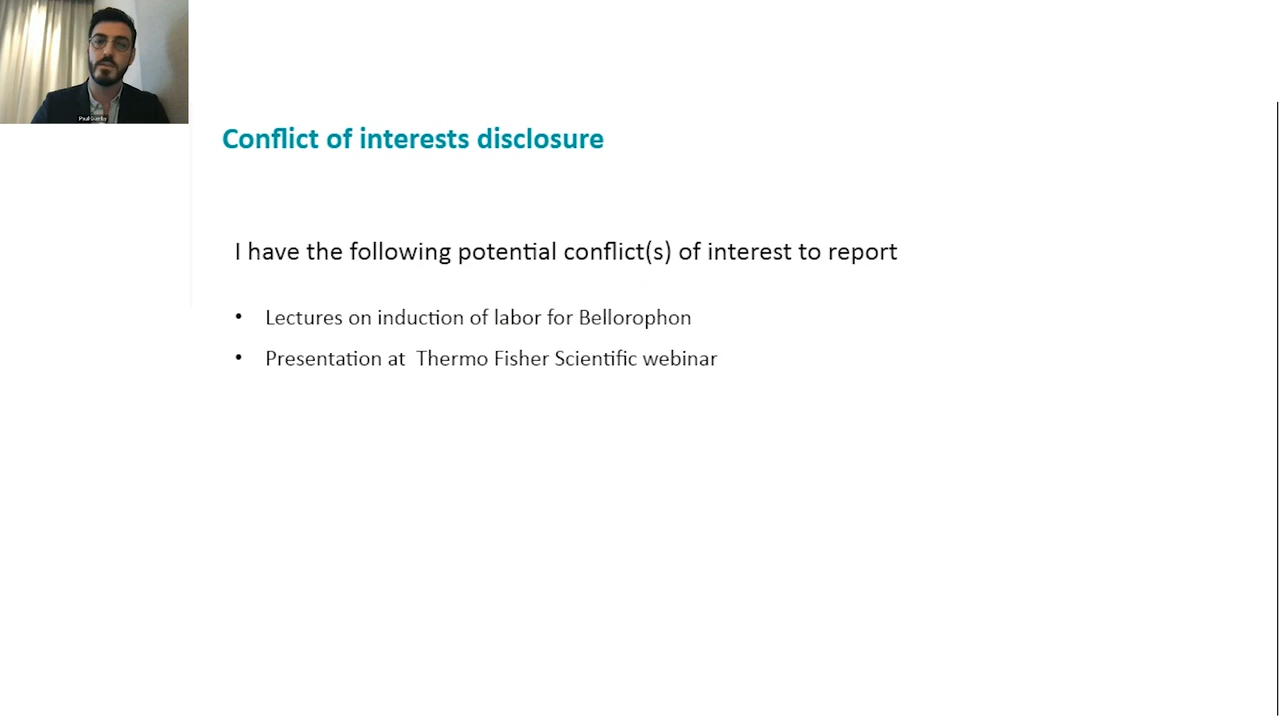 Conflict of interests disclosure
I have the following potential conflict(s) of interest to report
• Lectures on induction of labor for Bellorophon
• Presentation at Thermo Fisher Scientific webinar